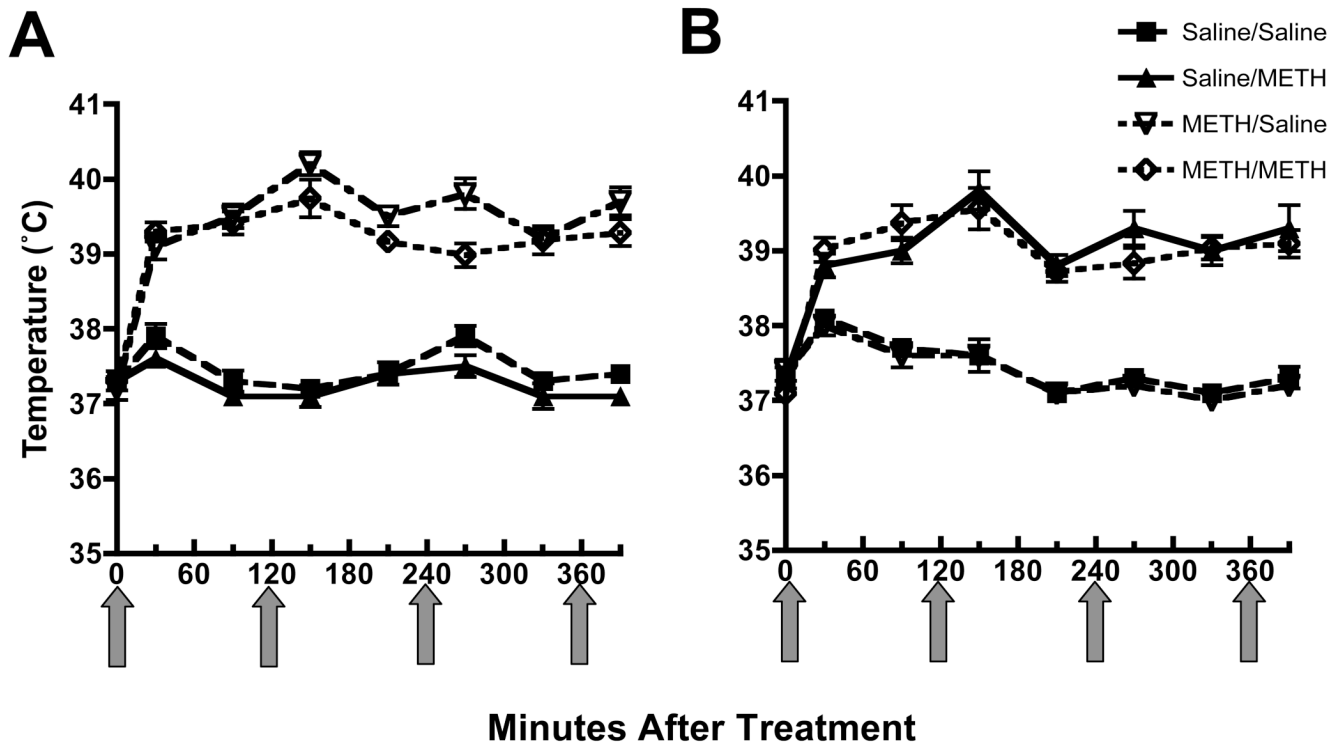 A
B
Saline/Saline
Saline/METH
METH/Saline
METH/METH
Temperature (˚C)
41
40
39
38
37
36
35
0 60 120 180 240 300 360
41
40
39
38
37
36
35
0 60 120 180 240 300 360
Minutes After Treatment